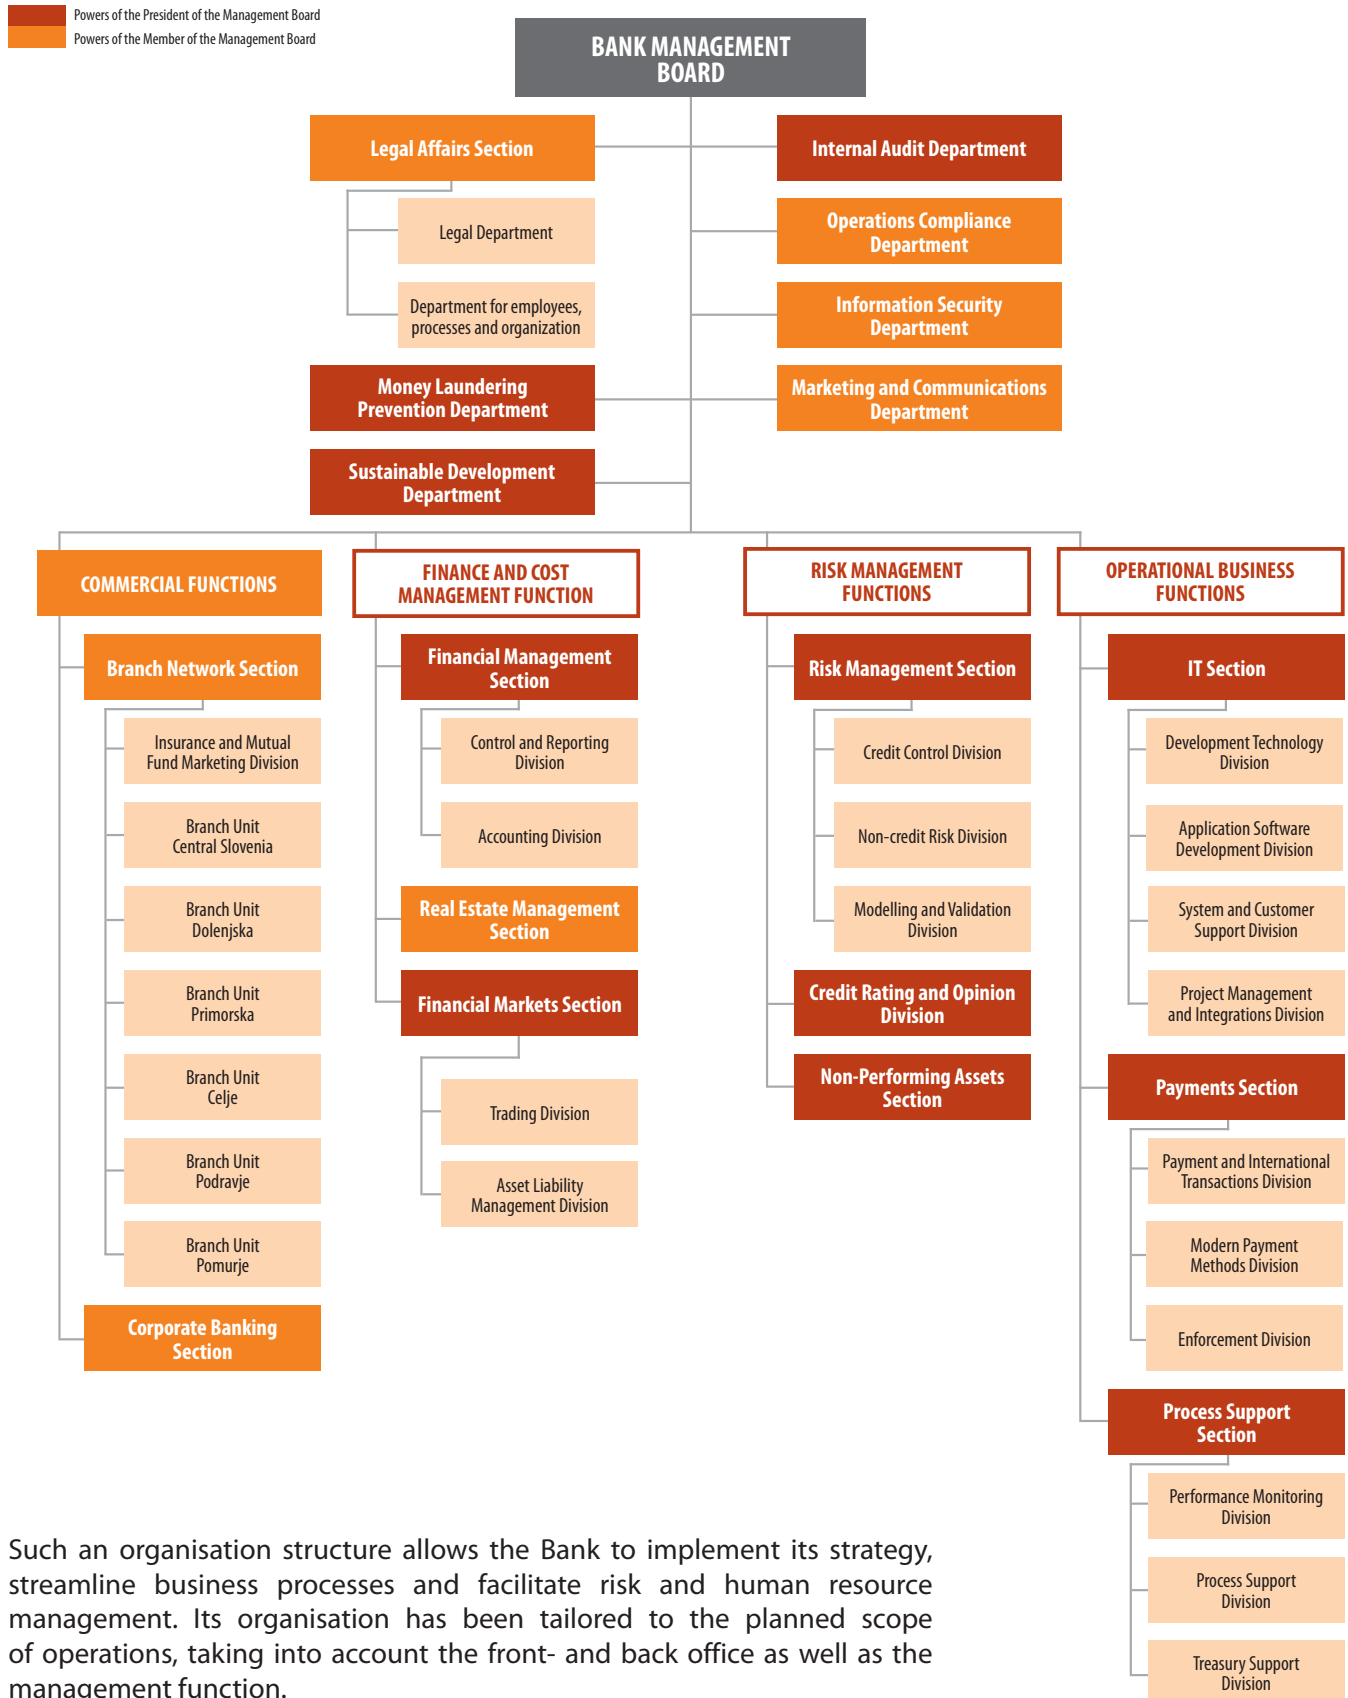 Powers of the President of the Management Board
Powers of the Member of the Management Board
BANK MANAGEMENT
BOARD
Legal Affairs Section
Internal Audit Department
Legal Department
Operations Compliance
Department
Department for employees,
processes and organization
Information Security
Department
Money Laundering
Prevention Department
Marketing and Communications
Department
Sustainable Development
Department
COMMERCIAL FUNCTIONS
Branch Network Section
Insurance and Mutual
Fund Marketing Division
Branch Unit
Central Slovenia
Branch Unit
Dolenjska
Branch Unit
Primorska
Branch Unit
Celje
Branch Unit
Podravje
Branch Unit
Pomurje
Corporate Banking
Section
FINANCE AND COST
MANAGEMENT FUNCTION
Financial Management
Section
Control and Reporting
Division
Accounting Division
Real Estate Management
Section
Financial Markets Section
Trading Division
Asset Liability
Management Division
RISK MANAGEMENT
FUNCTIONS
Risk Management Section
Credit Control Division
Non-credit Risk Division
Modelling and Validation
Division
Credit Rating and Opinion
Division
Non-Performing Assets
Section
OPERATIONAL BUSINESS
FUNCTIONS
IT Section
Development Technology
Division
Application Software
Development Division
System and Customer
Support Division
Project Management
and Integrations Division
Payments Section
Payment and International
Transactions Division
Modern Payment
Methods Division
Enforcement Division
Process Support
Section
Performance Monitoring
Division
Process Support
Division
Treasury Support
Division
Such an organisation structure allows the Bank to implement its strategy,
streamline business processes and facilitate risk and human resource
management. Its organisation has been tailored to the planned scope
of operations, taking into account the front- and back office as well as the
management function.